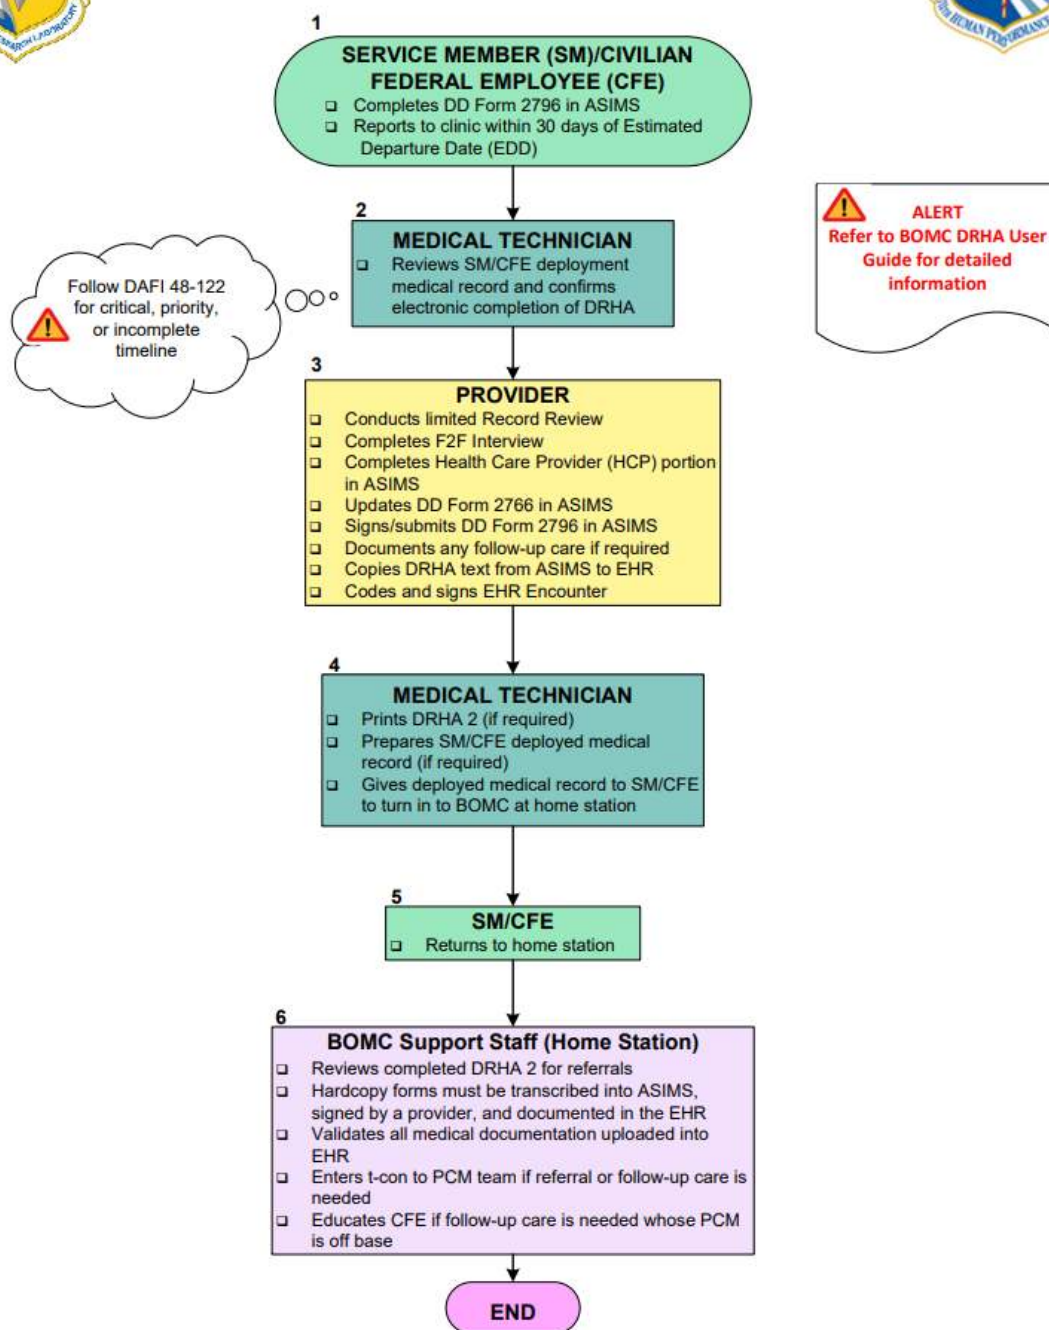 RESEARCH LABORATORY
HUMAN PERFORMANCE
1
SERVICE MEMBER (SM)/CIVILIAN
FEDERAL EMPLOYEE (CFE)
❑ Completes DD Form 2796 in ASIMS
❑ Reports to clinic within 30 days of Estimated
Departure Date (EDD)
2
MEDICAL TECHNICIAN
❑ Reviews SM/CFE deployment
medical record and confirms
electronic completion of DRHA
Follow DAFI 48-122
for critical, priority,
or incomplete
timeline
ALERT
Refer to BOMC DRHA User
Guide for detailed
information
3
PROVIDER
❑ Conducts limited Record Review
❑ Completes F2F Interview
❑ Completes Health Care Provider (HCP) portion
in ASIMS
❑ Updates DD Form 2766 in ASIMS
❑ Signs/submits DD Form 2796 in ASIMS
❑ Documents any follow-up care if required
❑ Copies DRHA text from ASIMS to EHR
❑ Codes and signs EHR Encounter
4
MEDICAL TECHNICIAN
❑ Prints DRHA 2 (if required)
❑ Prepares SM/CFE deployed medical
record (if required)
❑ Gives deployed medical record to SM/CFE
to turn in to BOMC at home station
5
SM/CFE
❑ Returns to home station
6
BOMC Support Staff (Home Station)
❑ Reviews completed DRHA 2 for referrals
❑ Hardcopy forms must be transcribed into ASIMS,
signed by a provider, and documented in the EHR
❑ Validates all medical documentation uploaded into
EHR
❑ Enters t-con to PCM team if referral or follow-up care is
needed
❑ Educates CFE if follow-up care is needed whose PCM
is off base
END